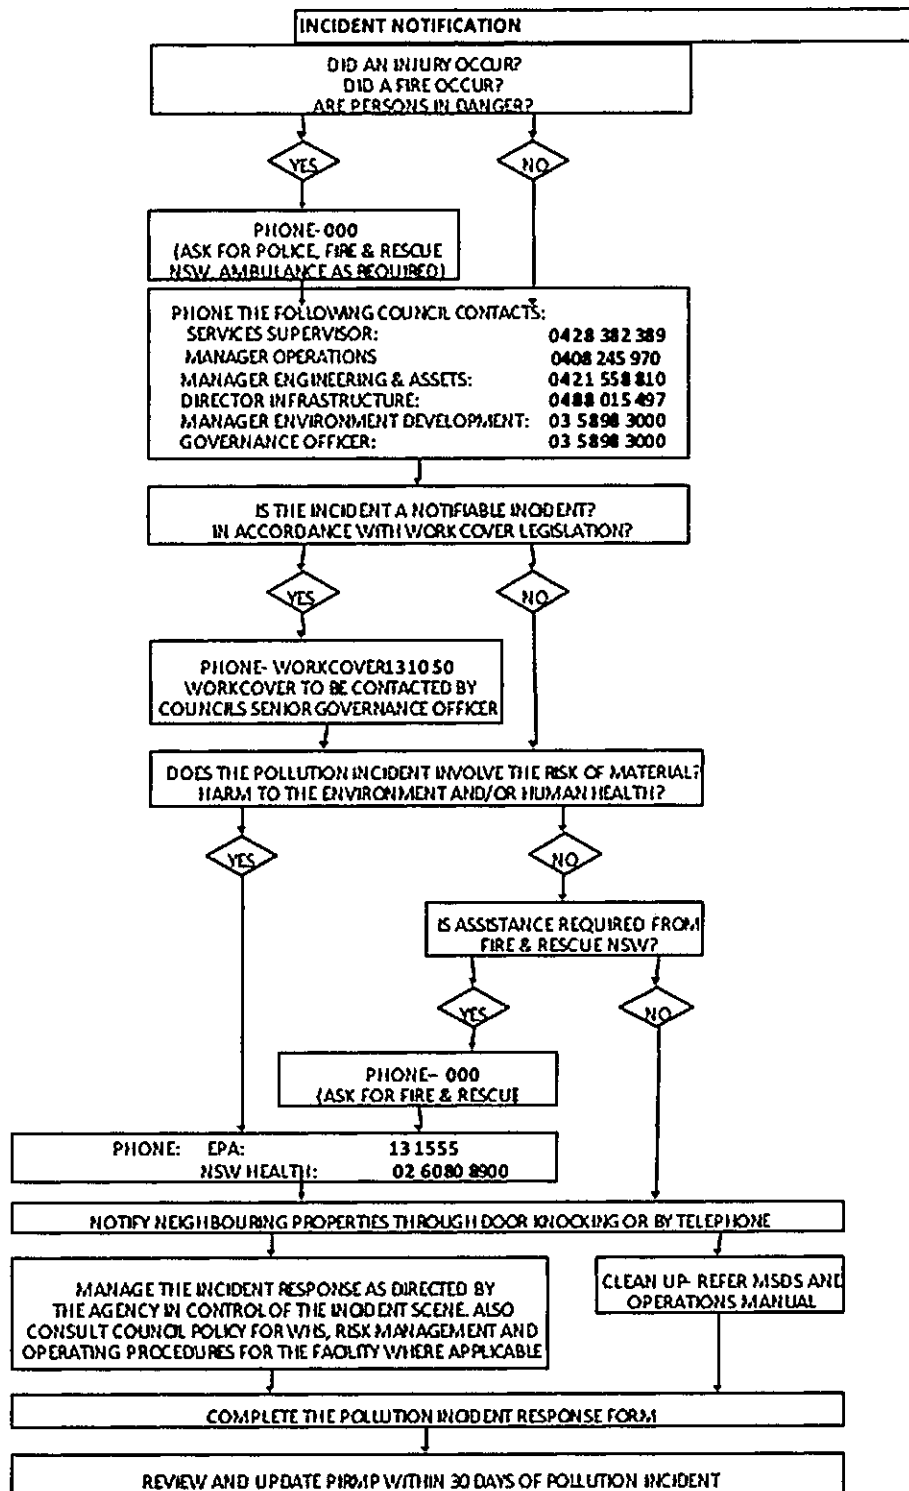 INCIDENT NOTIFICATION
DID AN INJURY OCCUR?
DID A FIRE OCCUR?
ARE PERSONS IN DANGER?
YES
NO
PHONE-000
(ASK FOR POLICE, FIRE & RESCUE
NSW, AMBULANCE AS REQUIRED)
PHONE THE FOLLOWING COUNCIL CONTACTS:
SERVICES SUPERVISOR: 0428 382 389
MANAGER OPERATIONS 0408 245 970
MANAGER ENGINEERING & ASSETS: 0421 558 810
DIRECTOR INFRASTRUCTURE: 0488 015 497
MANAGER ENVIRONMENT DEVELOPMENT: 03 5898 3000
GOVERNANCE OFFICER: 03 5898 3000
IS THE INCIDENT A NOTIFIABLE INCIDENT?
IN ACCORDANCE WITH WORK COVER LEGISLATION?
YES
NO
PHONE- WORKCOVER131050
WORKCOVER TO BE CONTACTED BY
COUNCILS SENIOR GOVERNANCE OFFICER
DOES THE POLLUTION INCIDENT INVOLVE THE RISK OF MATERIAL?
HARM TO THE ENVIRONMENT AND/OR HUMAN HEALTH?
YES
NO
IS ASSISTANCE REQUIRED FROM
FIRE & RESCUE NSW?
YES
NO
PHONE- 000
(ASK FOR FIRE & RESCUE
PHONE: EPA: 131555
NSW HEALTH: 02 6080 8900
NOTIFY NEIGHBOURING PROPERTIES THROUGH DOOR KNOCKING OR BY TELEPHONE
MANAGE THE INCIDENT RESPONSE AS DIRECTED BY
THE AGENCY IN CONTROL OF THE INCIDENT SCENE. ALSO
CONSULT COUNCIL POLICY FOR WHS, RISK MANAGEMENT AND
OPERATING PROCEDURES FOR THE FACILITY WHERE APPLICABLE
CLEAN UP- REFER MSDS AND
OPERATIONS MANUAL
COMPLETE THE POLLUTION INCIDENT RESPONSE FORM
REVIEW AND UPDATE PIRMP WITHIN 30 DAYS OF POLLUTION INCIDENT